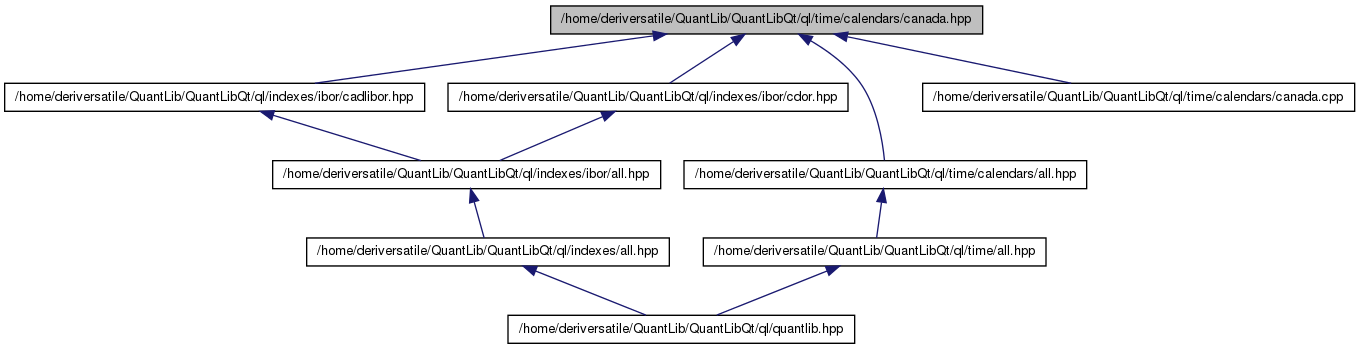 /home/deriversatile/QuantLib/QuantLibQt/ql/time/calendars/canada.hpp
/home/deriversatile/QuantLib/QuantLibQt/ql/indexes/ibor/cadlibor.hpp
/home/deriversatile/QuantLib/QuantLibQt/ql/indexes/ibor/cdor.hpp
/home/deriversatile/QuantLib/QuantLibQt/ql/time/calendars/canada.cpp
/home/deriversatile/QuantLib/QuantLibQt/ql/indexes/ibor/all.hpp
/home/deriversatile/QuantLib/QuantLibQt/ql/time/calendars/all.hpp
/home/deriversatile/QuantLib/QuantLibQt/ql/indexes/all.hpp
/home/deriversatile/QuantLib/QuantLibQt/ql/time/all.hpp
/home/deriversatile/QuantLib/QuantLibQt/ql/quantlib.hpp